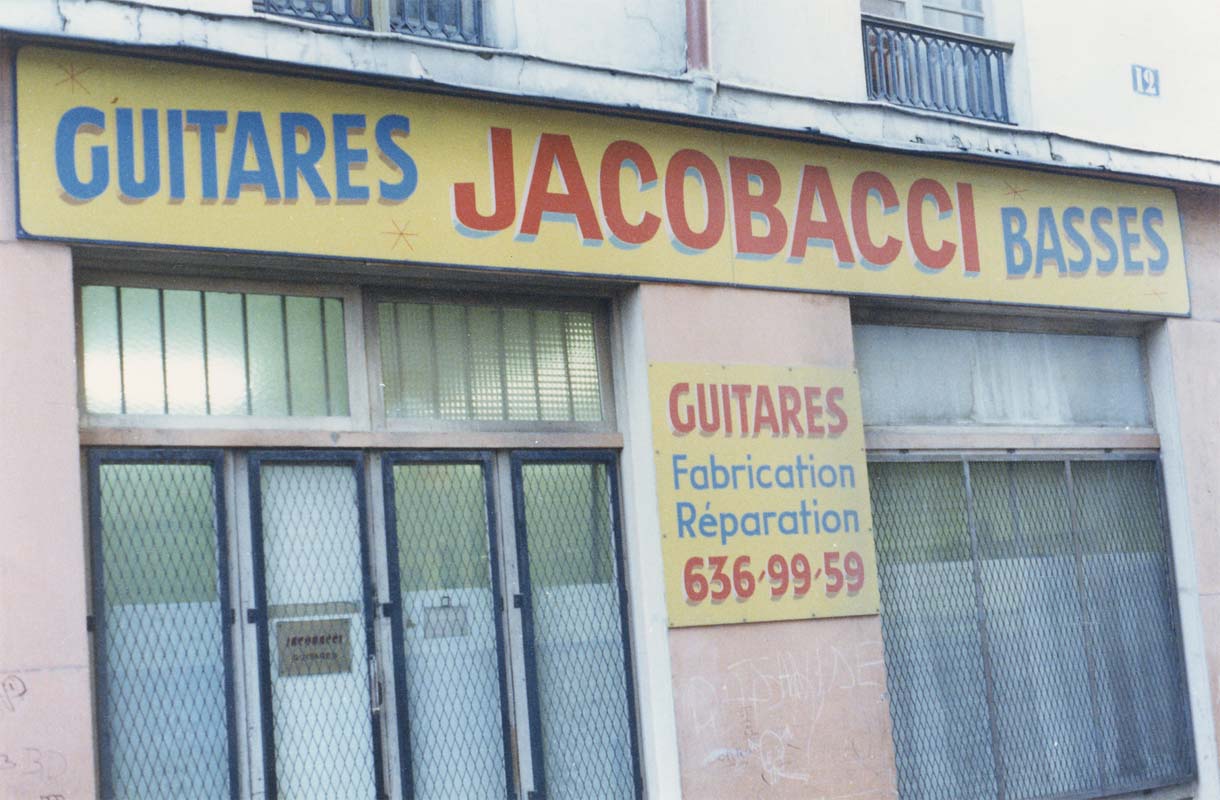 12
GUITARES JACOBACCI BASSES
GUITARES
Fabrication
Réparation
636-99-59
JACOBACCI